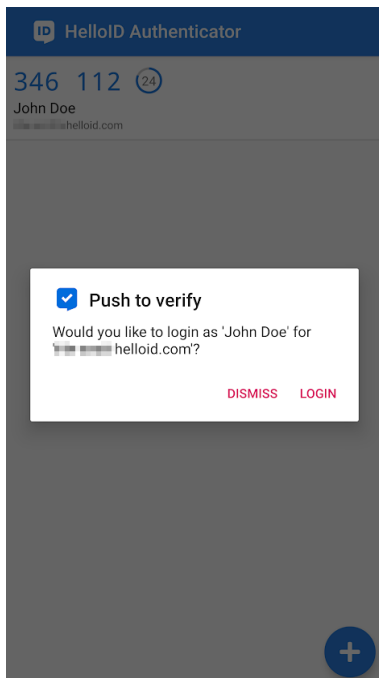 ID HelloID Authenticator
346 112 24
John Doe
helloid.com
Push to verify
Would you like to login as 'John Doe' for
' helloid.com'?
DISMISS LOGIN